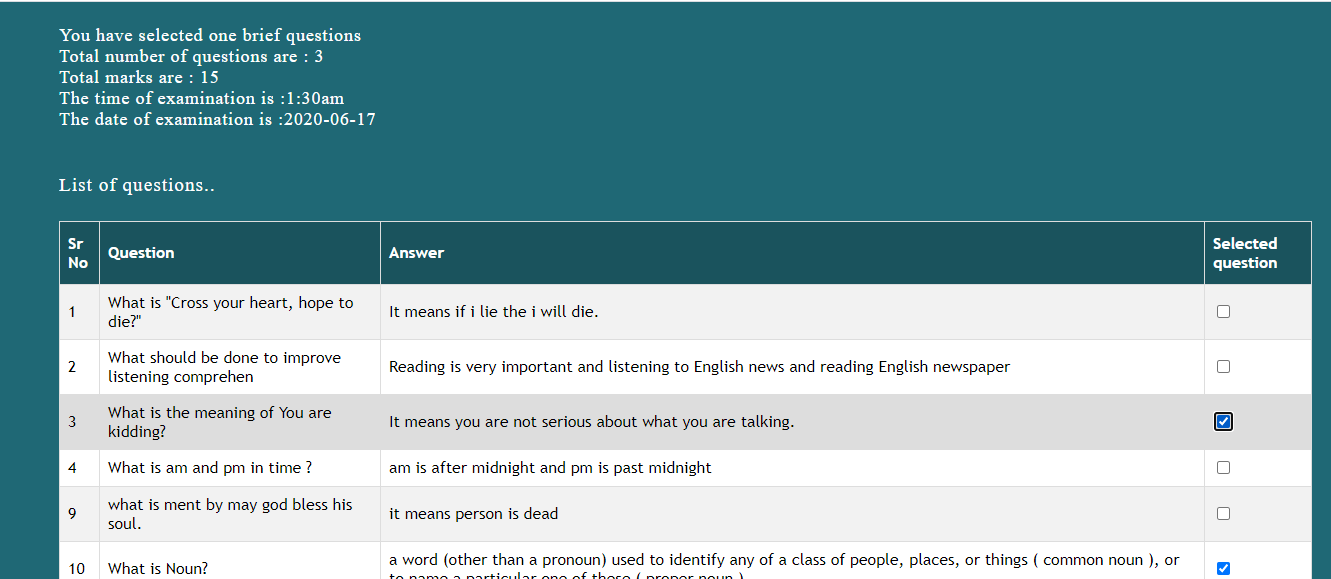 You have selected one brief questions
Total number of questions are : 3
Total marks are : 15
The time of examination is :1:30am
The date of examination is :2020-06-17
List of questions..
Sr No Question Answer Selected question
1 What is "Cross your heart, hope to die?" It means if i lie the i will die.
2 What should be done to improve listening comprehen Reading is very important and listening to English news and reading English newspaper
3 What is the meaning of You are kidding? It means you are not serious about what you are talking.
4 What is am and pm in time ? am is after midnight and pm is past midnight
9 what is ment by may god bless his soul. it means person is dead
10 What is Noun? a word (other than a pronoun) used to identify any of a class of people, places, or things ( common noun ), or
to name a particular one of these ( proper noun )